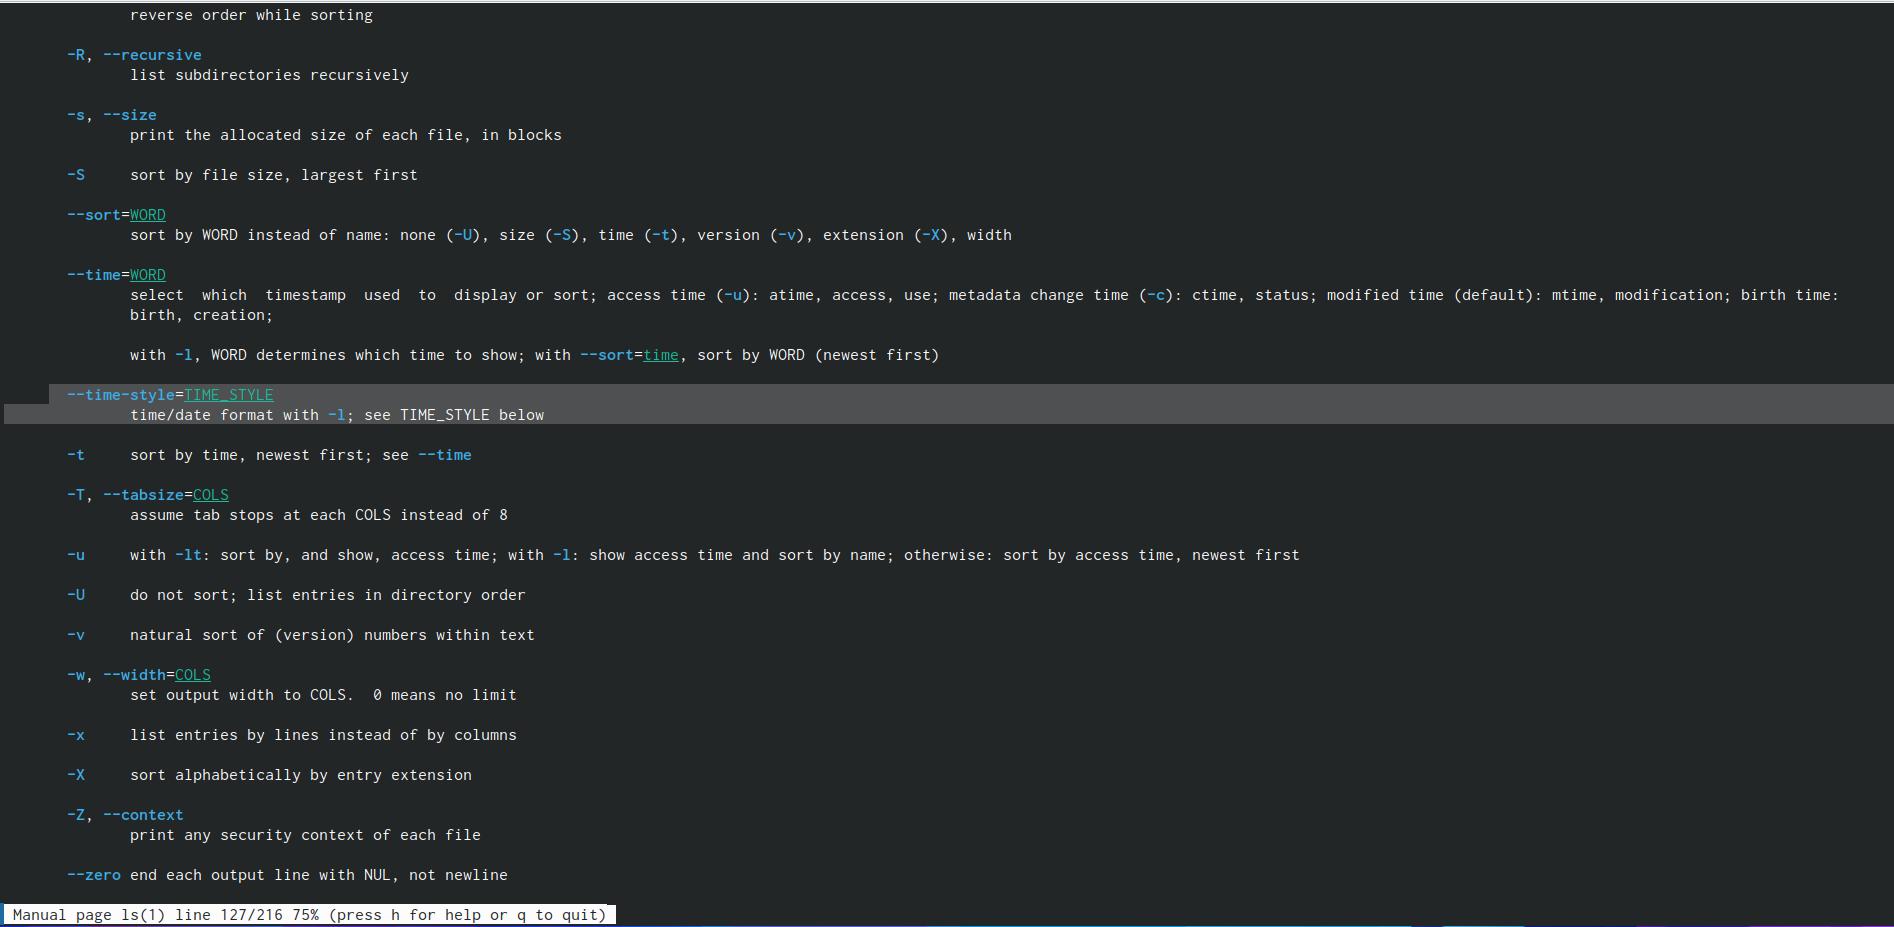 reverse order while sorting
-R, --recursive
list subdirectories recursively
-s, --size
print the allocated size of each file, in blocks
-S     sort by file size, largest first
--sort=WORD
sort by WORD instead of name: none (-U), size (-S), time (-t), version (-v), extension (-X), width
--time=WORD
select  which  timestamp  used  to  display or sort; access time (-u): atime, access, use; metadata change time (-c): ctime, status; modified time (default): mtime, modification; birth time:
birth, creation;
with -l, WORD determines which time to show; with --sort=time, sort by WORD (newest first)
--time-style=TIME_STYLE
time/date format with -l; see TIME_STYLE below
-t     sort by time, newest first; see --time
-T, --tabsize=COLS
assume tab stops at each COLS instead of 8
-u     with -lt: sort by, and show, access time; with -l: show access time and sort by name; otherwise: sort by access time, newest first
-U     do not sort; list entries in directory order
-v     natural sort of (version) numbers within text
-w, --width=COLS
set output width to COLS.  0 means no limit
-x     list entries by lines instead of by columns
-X     sort alphabetically by entry extension
-Z, --context
print any security context of each file
--zero end each output line with NUL, not newline
Manual page ls(1) line 127/216 75% (press h for help or q to quit)